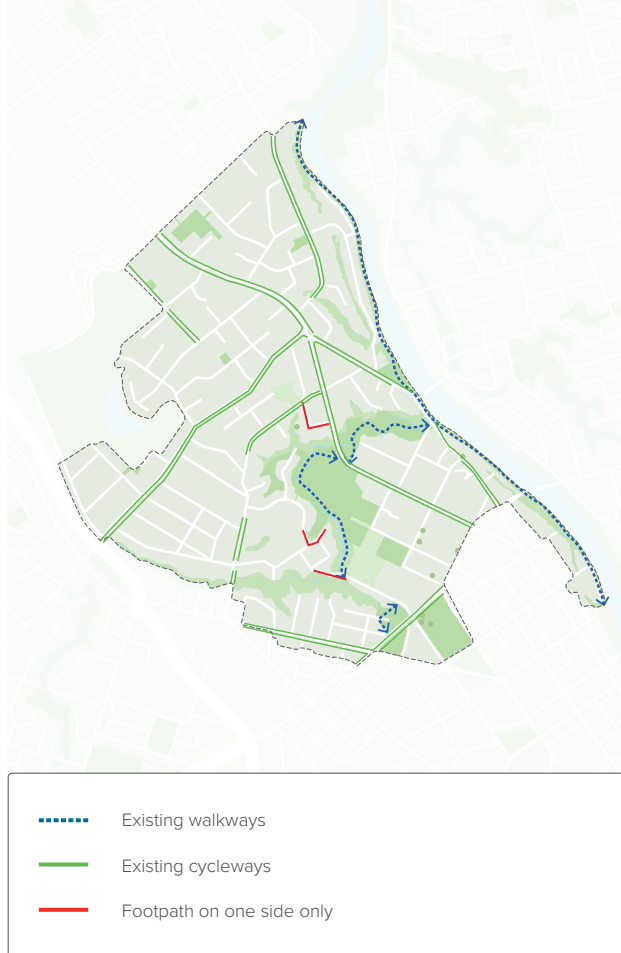 Existing walkways
Existing cycleways
Footpath on one side only